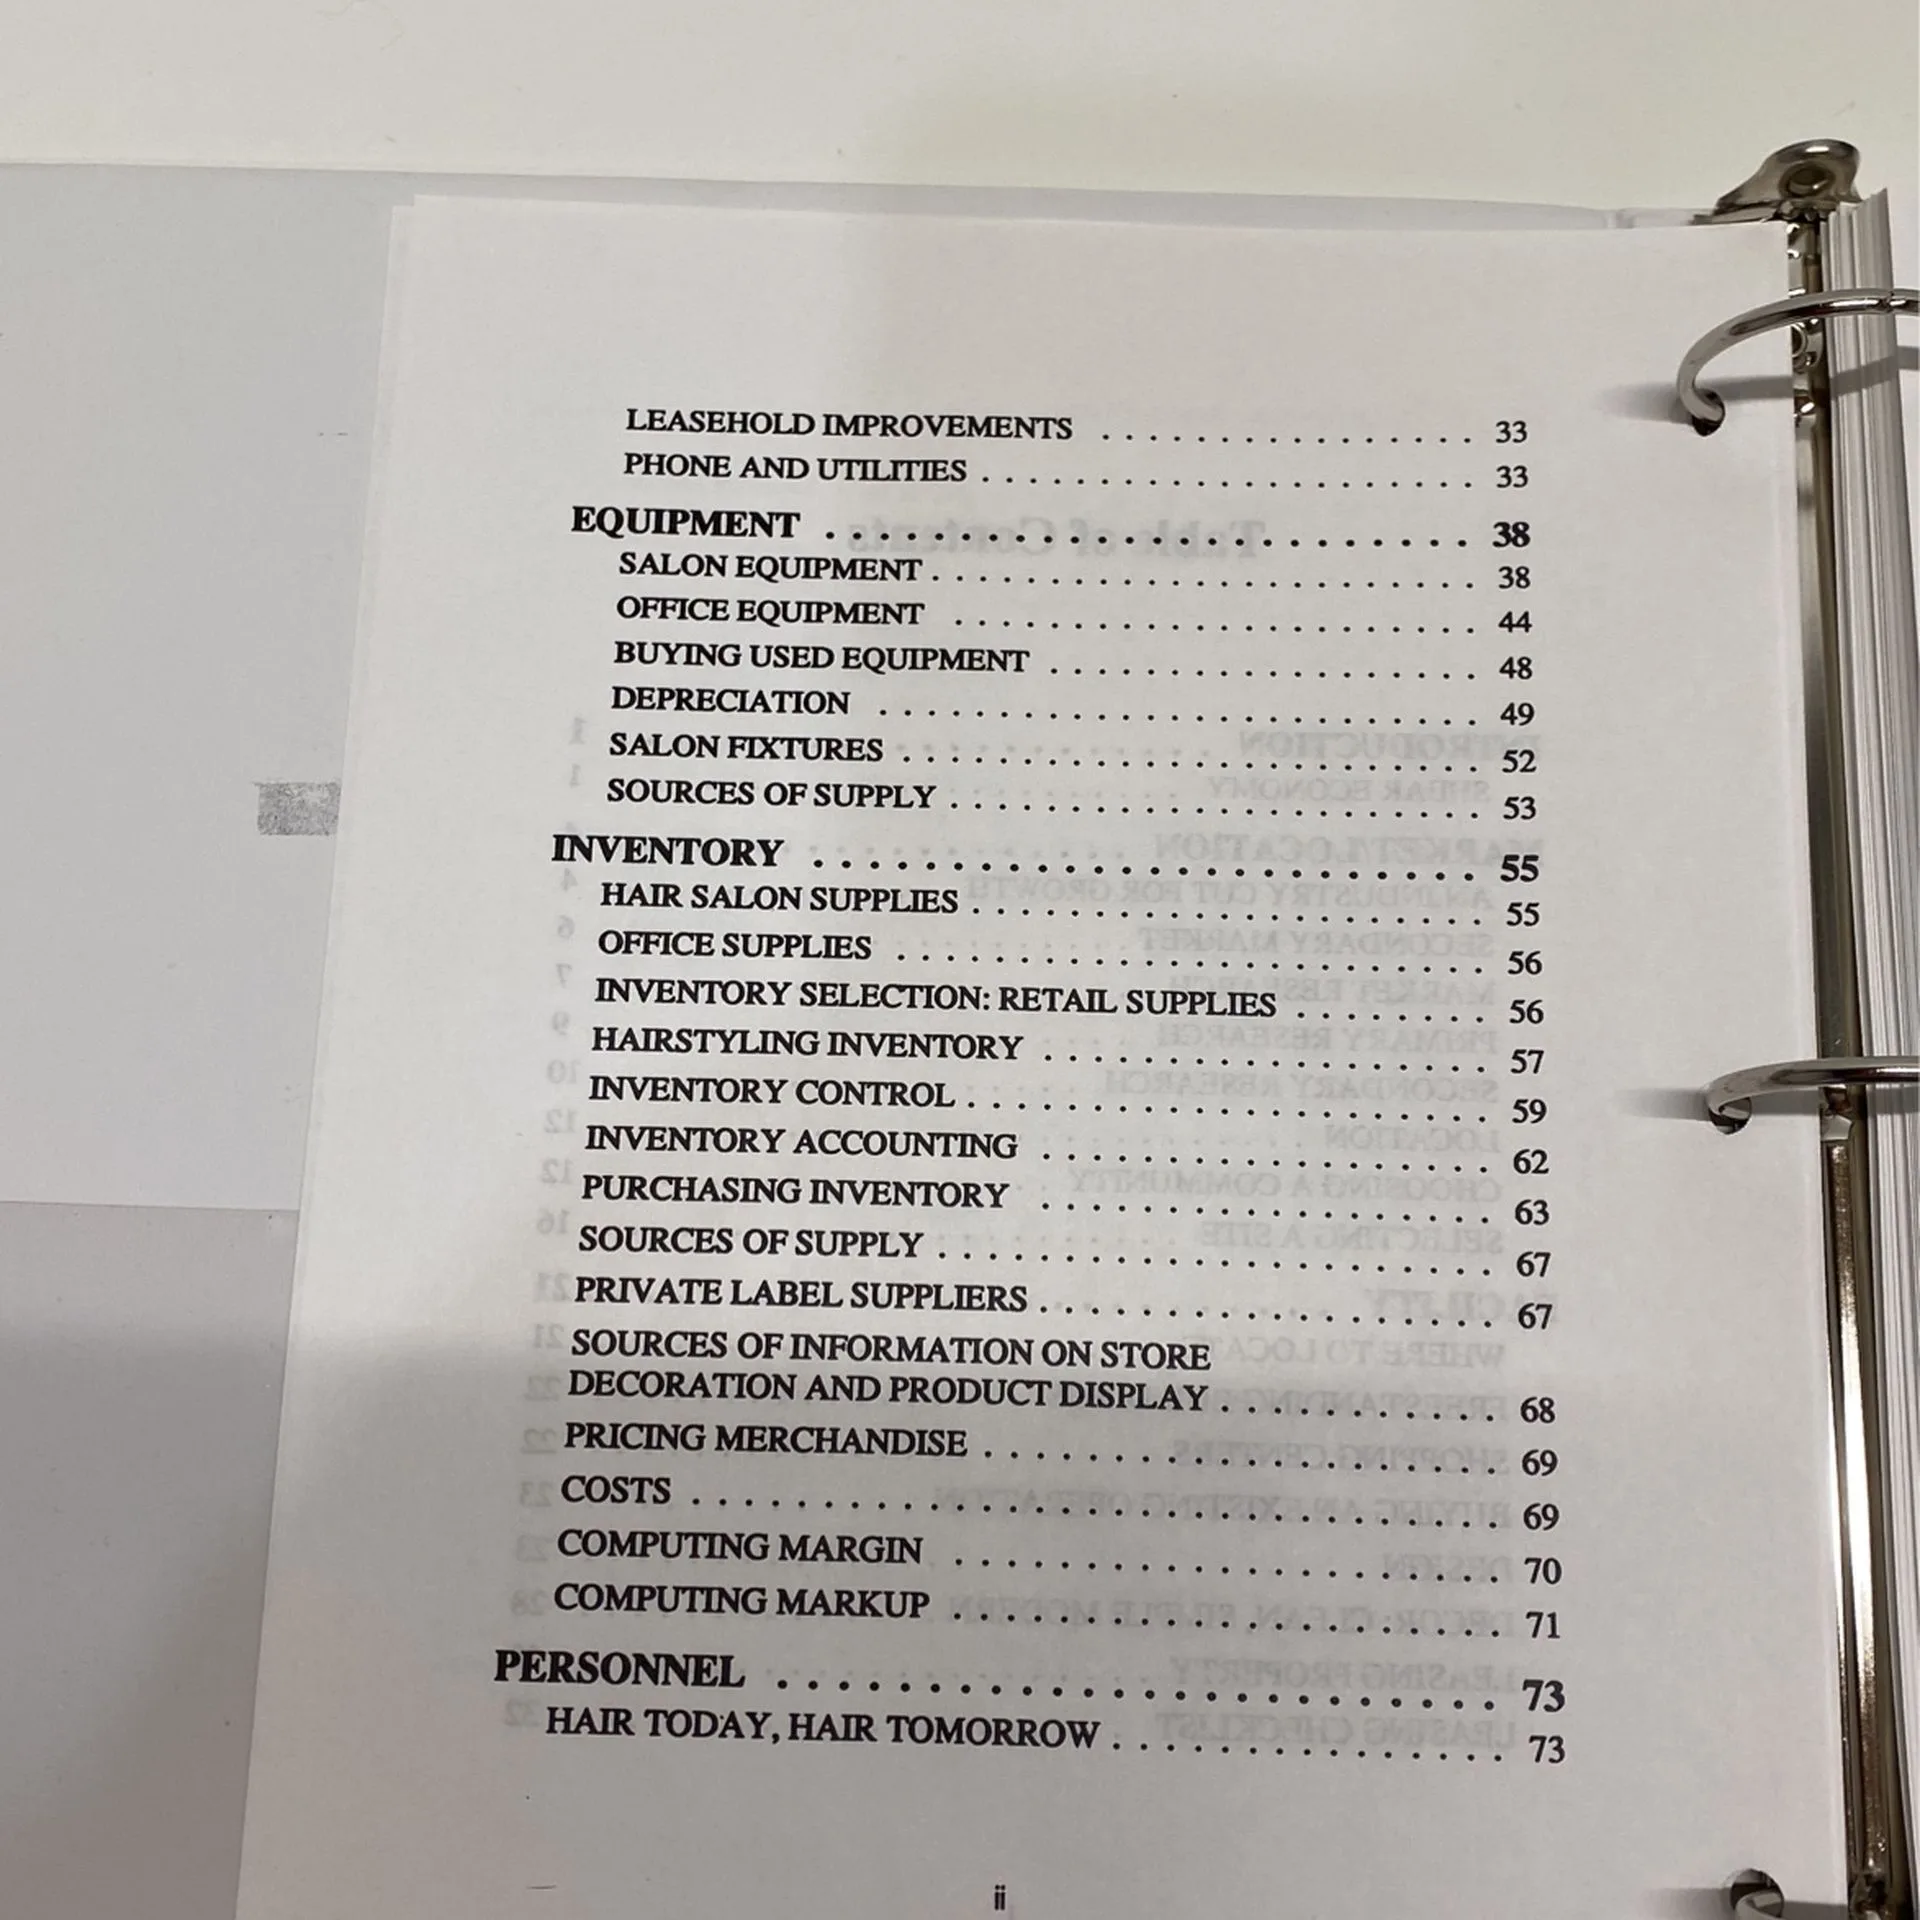 LEASEHOLD IMPROVEMENTS . . . . . . . . . . . . . . . . 33
PHONE AND UTILITIES . . . . . . . . . . . . . . . . . . . . . 33
EQUIPMENT . . . . . . . . . . . . . . . . . . . . . . . . 38
SALON EQUIPMENT . . . . . . . . . . . . . . . . . . . . . . . 38
OFFICE EQUIPMENT . . . . . . . . . . . . . . . . . . . . . . 44
BUYING USED EQUIPMENT . . . . . . . . . . . . . . . . . . 48
DEPRECIATION . . . . . . . . . . . . . . . . . . . . . . . . . 49
SALON FIXTURES . . . . . . . . . . . . . . . . . . . . . . . . 52
SOURCES OF SUPPLY . . . . . . . . . . . . . . . . . . . . . . 53
INVENTORY . . . . . . . . . . . . . . . . . . . . . . . . 55
HAIR SALON SUPPLIES . . . . . . . . . . . . . . . . . . . . . 55
OFFICE SUPPLIES . . . . . . . . . . . . . . . . . . . . . . . . 56
INVENTORY SELECTION: RETAIL SUPPLIES . . . . . . . . 56
HAIRSTYLING INVENTORY . . . . . . . . . . . . . . . . . . 57
INVENTORY CONTROL . . . . . . . . . . . . . . . . . . . . . 59
INVENTORY ACCOUNTING . . . . . . . . . . . . . . . . . . 62
PURCHASING INVENTORY . . . . . . . . . . . . . . . . . . 63
SOURCES OF SUPPLY . . . . . . . . . . . . . . . . . . . . . . 67
PRIVATE LABEL SUPPLIERS . . . . . . . . . . . . . . . . . . 67
SOURCES OF INFORMATION ON STORE
DECORATION AND PRODUCT DISPLAY . . . . . . . . . . . 68
PRICING MERCHANDISE . . . . . . . . . . . . . . . . . . . . 69
COSTS . . . . . . . . . . . . . . . . . . . . . . . . . . . . . . . 69
COMPUTING MARGIN . . . . . . . . . . . . . . . . . . . . . 70
COMPUTING MARKUP . . . . . . . . . . . . . . . . . . . . . 71
PERSONNEL . . . . . . . . . . . . . . . . . . . . . . . . 73
HAIR TODAY, HAIR TOMORROW . . . . . . . . . . . . . . . 73
ii